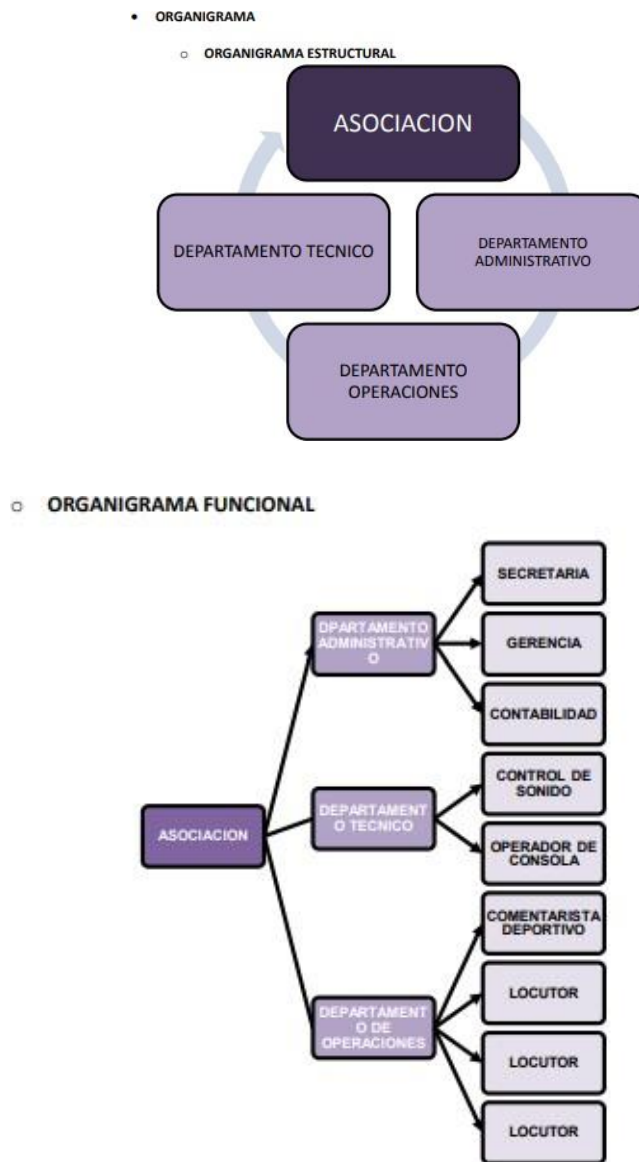 • ORGANIGRAMA
○ ORGANIGRAMA ESTRUCTURAL
ASOCIACION
DEPARTAMENTO TECNICO
DEPARTAMENTO
ADMINISTRATIVO
DEPARTAMENTO
OPERACIONES
○ ORGANIGRAMA FUNCIONAL
ASOCIACION
DPARTAMENTO
ADMINISTRATIV
O
SECRETARIA
GERENCIA
CONTABILIDAD
DEPARTAMENT
O TECNICO
CONTROL DE
SONIDO
OPERADOR DE
CONSOLA
DEPARTAMENT
O DE
OPERACIONES
COMENTARISTA
DEPORTIVO
LOCUTOR
LOCUTOR
LOCUTOR